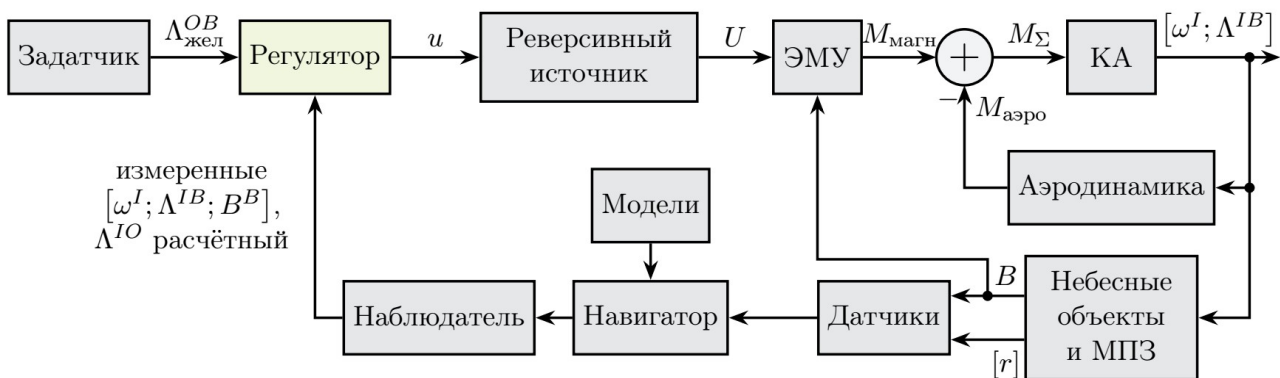 Задатчик
Λ^{OB}_{жел}
Регулятор
u
Реверсивный
источник
U
ЭМУ
M_{магн}
+
−
M_{аэро}
M_Σ
КА
[ω^I; Λ^{IB}]
Аэродинамика
измеренные
[ω^I; Λ^{IB}; B^B],
Λ^{IO} расчётный
Модели
Наблюдатель
Навигатор
Датчики
B
[r]
Небесные
объекты
и МПЗ